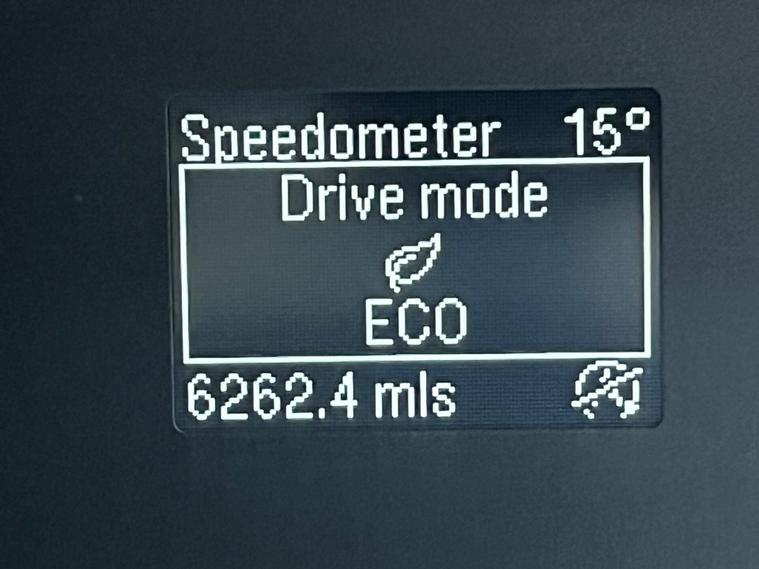 Speedometer 15°
Drive mode
ECO
6262.4 mls